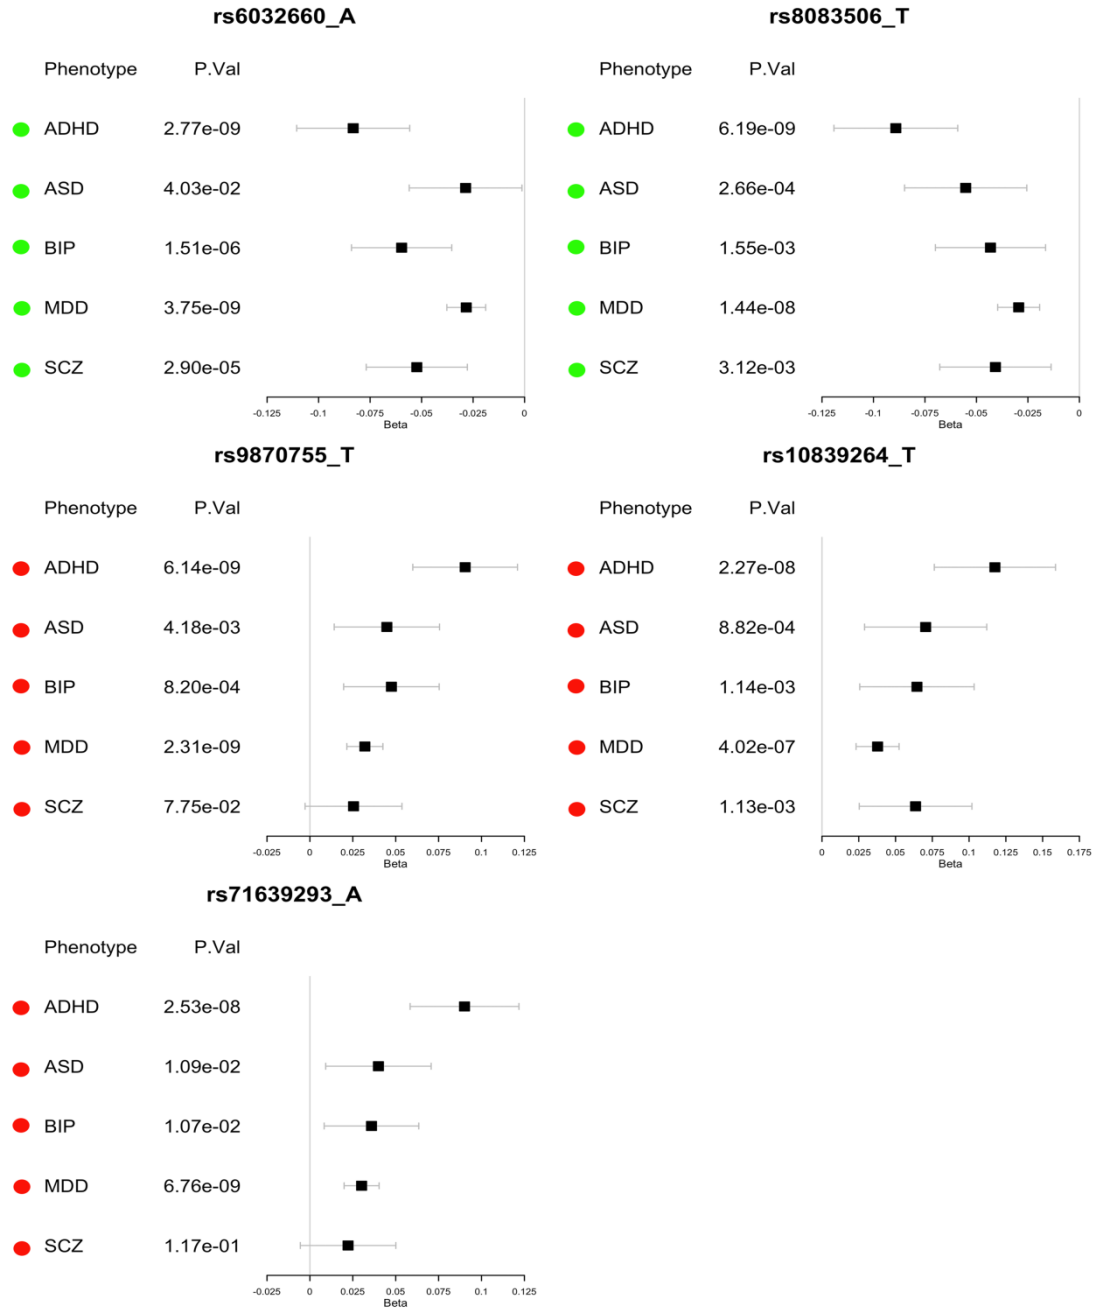 rs6032660_A
Phenotype P.Val
ADHD 2.77e-09
ASD 4.03e-02
BIP 1.51e-06
MDD 3.75e-09
SCZ 2.90e-05
-0.125 -0.1 -0.075 -0.05 -0.025 0
Beta
rs8083506_T
Phenotype P.Val
ADHD 6.19e-09
ASD 2.66e-04
BIP 1.55e-03
MDD 1.44e-08
SCZ 3.12e-03
-0.125 -0.1 -0.075 -0.05 -0.025 0
Beta
rs9870755_T
Phenotype P.Val
ADHD 6.14e-09
ASD 4.18e-03
BIP 8.20e-04
MDD 2.31e-09
SCZ 7.75e-02
-0.025 0 0.025 0.05 0.075 0.1 0.125
Beta
rs10839264_T
Phenotype P.Val
ADHD 2.27e-08
ASD 8.82e-04
BIP 1.14e-03
MDD 4.02e-07
SCZ 1.13e-03
0 0.025 0.05 0.075 0.1 0.125 0.15 0.175
Beta
rs71639293_A
Phenotype P.Val
ADHD 2.53e-08
ASD 1.09e-02
BIP 1.07e-02
MDD 6.76e-09
SCZ 1.17e-01
-0.025 0 0.025 0.05 0.075 0.1 0.125
Beta